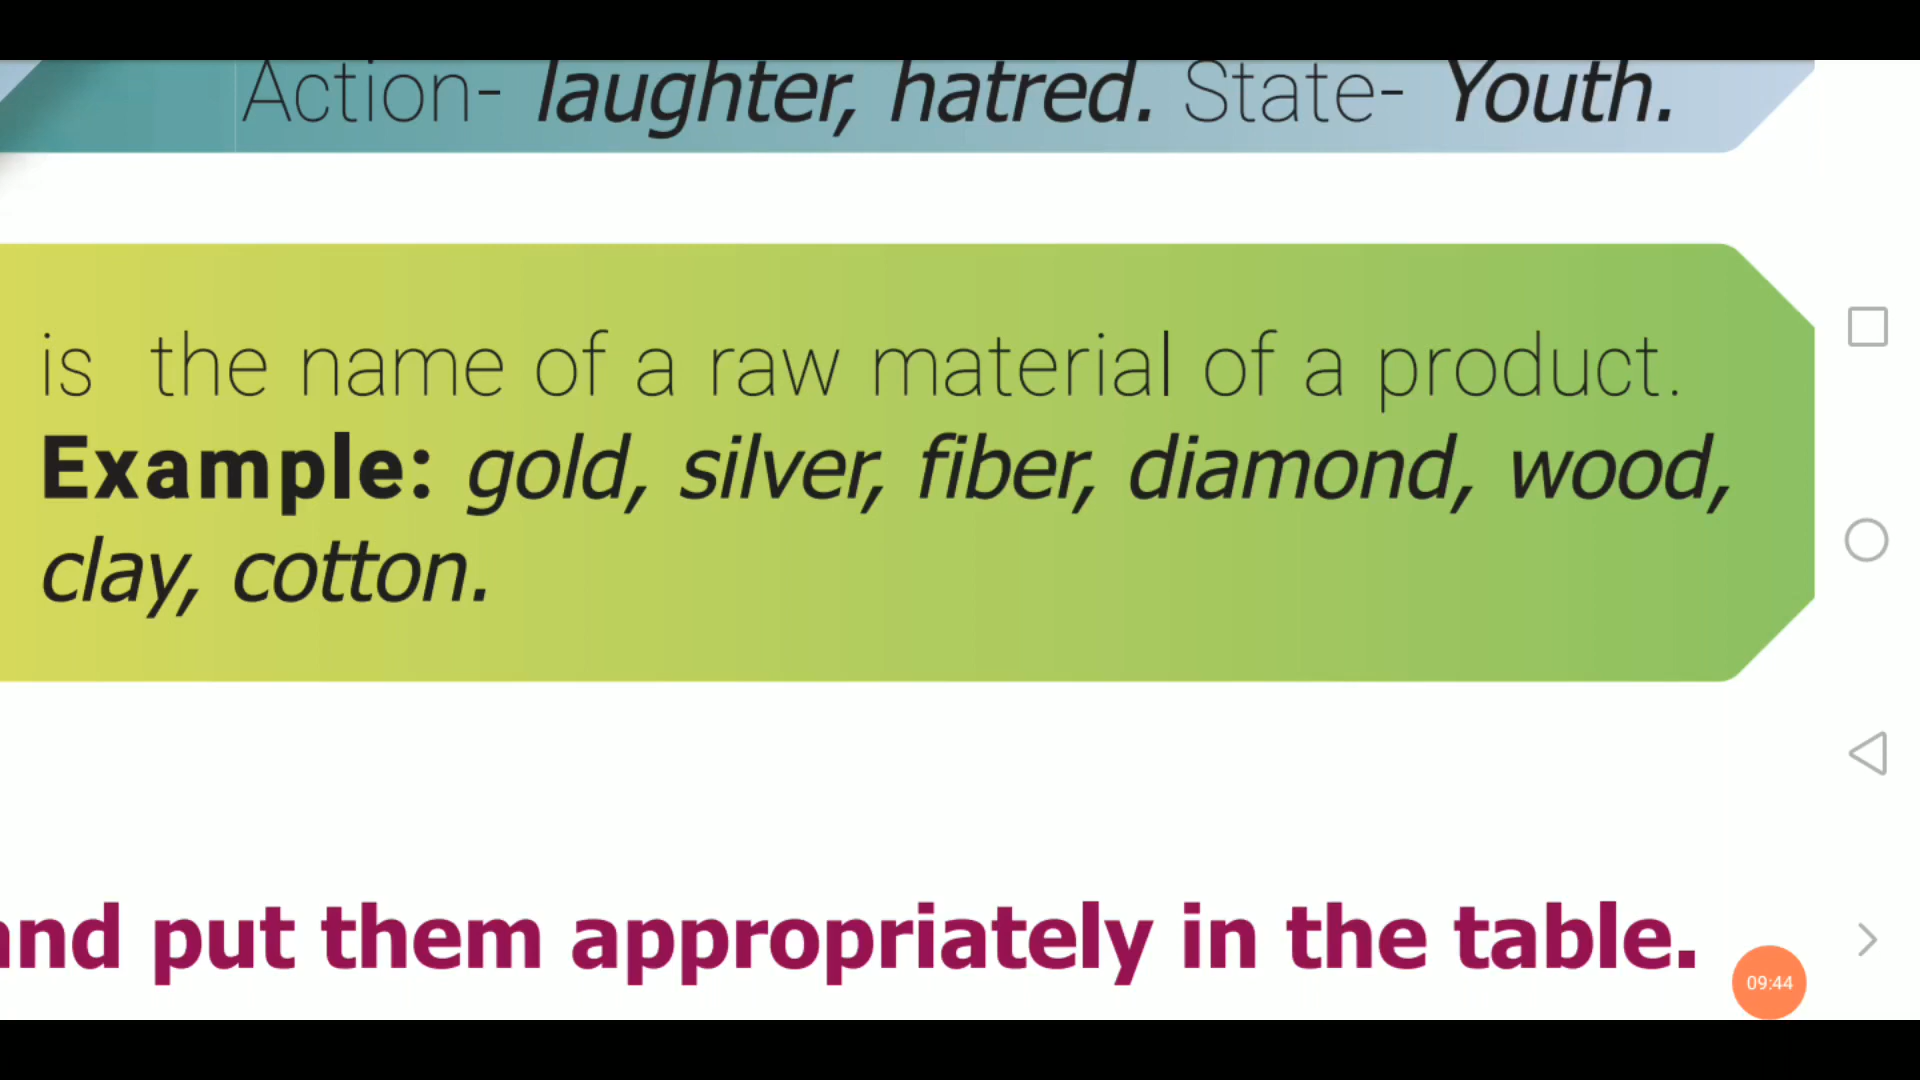 Action- laughter, hatred. State- Youth.
is the name of a raw material of a product.
Example: gold, silver, fiber, diamond, wood,
clay, cotton.
and put them appropriately in the table.
09:44